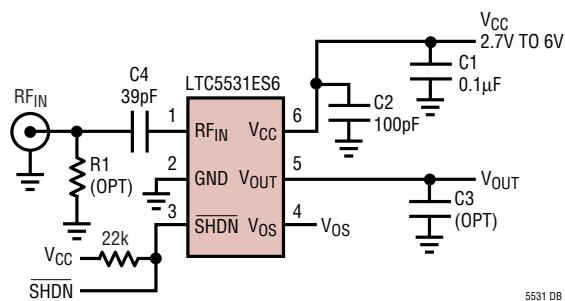 V_CC
2.7V TO 6V
C4
39pF
LTC5531ES6
C1
0.1µF
RF_IN
1
RF_IN
V_CC
6
C2
100pF
R1
(OPT)
2
GND
V_OUT
5
V_OUT
3
SHDN
V_OS
4
V_OS
C3
(OPT)
22k
V_CC
SHDN
5531 DB